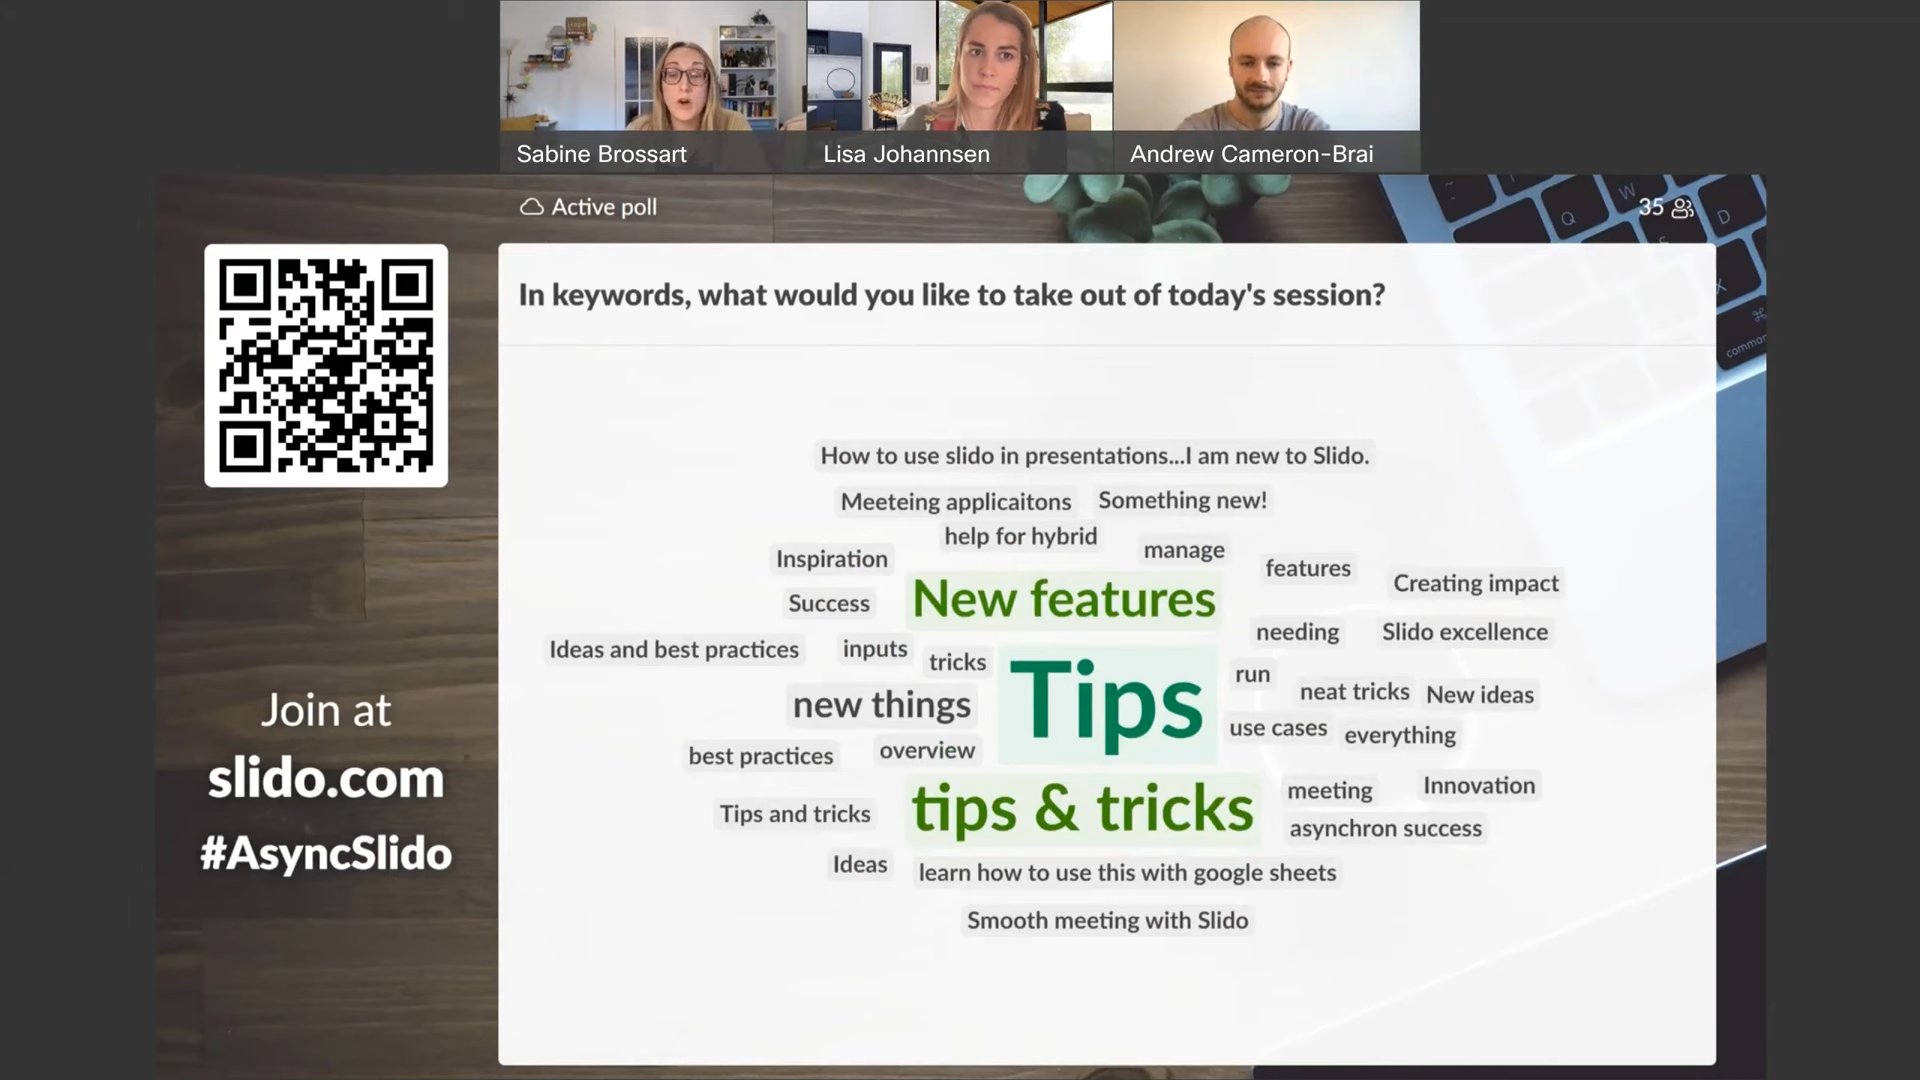 Sabine Brossart
Lisa Johannsen
Andrew Cameron-Brai
Active poll
35
In keywords, what would you like to take out of today's session?
How to use slido in presentations...I am new to Slido.
Meeteing applicaitons
Something new!
help for hybrid
manage
Inspiration
features
Creating impact
New features
Success
needing
Slido excellence
Ideas and best practices
inputs
tricks
Tips
run
neat tricks
New ideas
new things
use cases
everything
best practices
overview
meeting
Innovation
tips & tricks
Tips and tricks
asynchron success
Ideas
learn how to use this with google sheets
Smooth meeting with Slido
Join at
slido.com
#AsyncSlido
Q
W
D
X